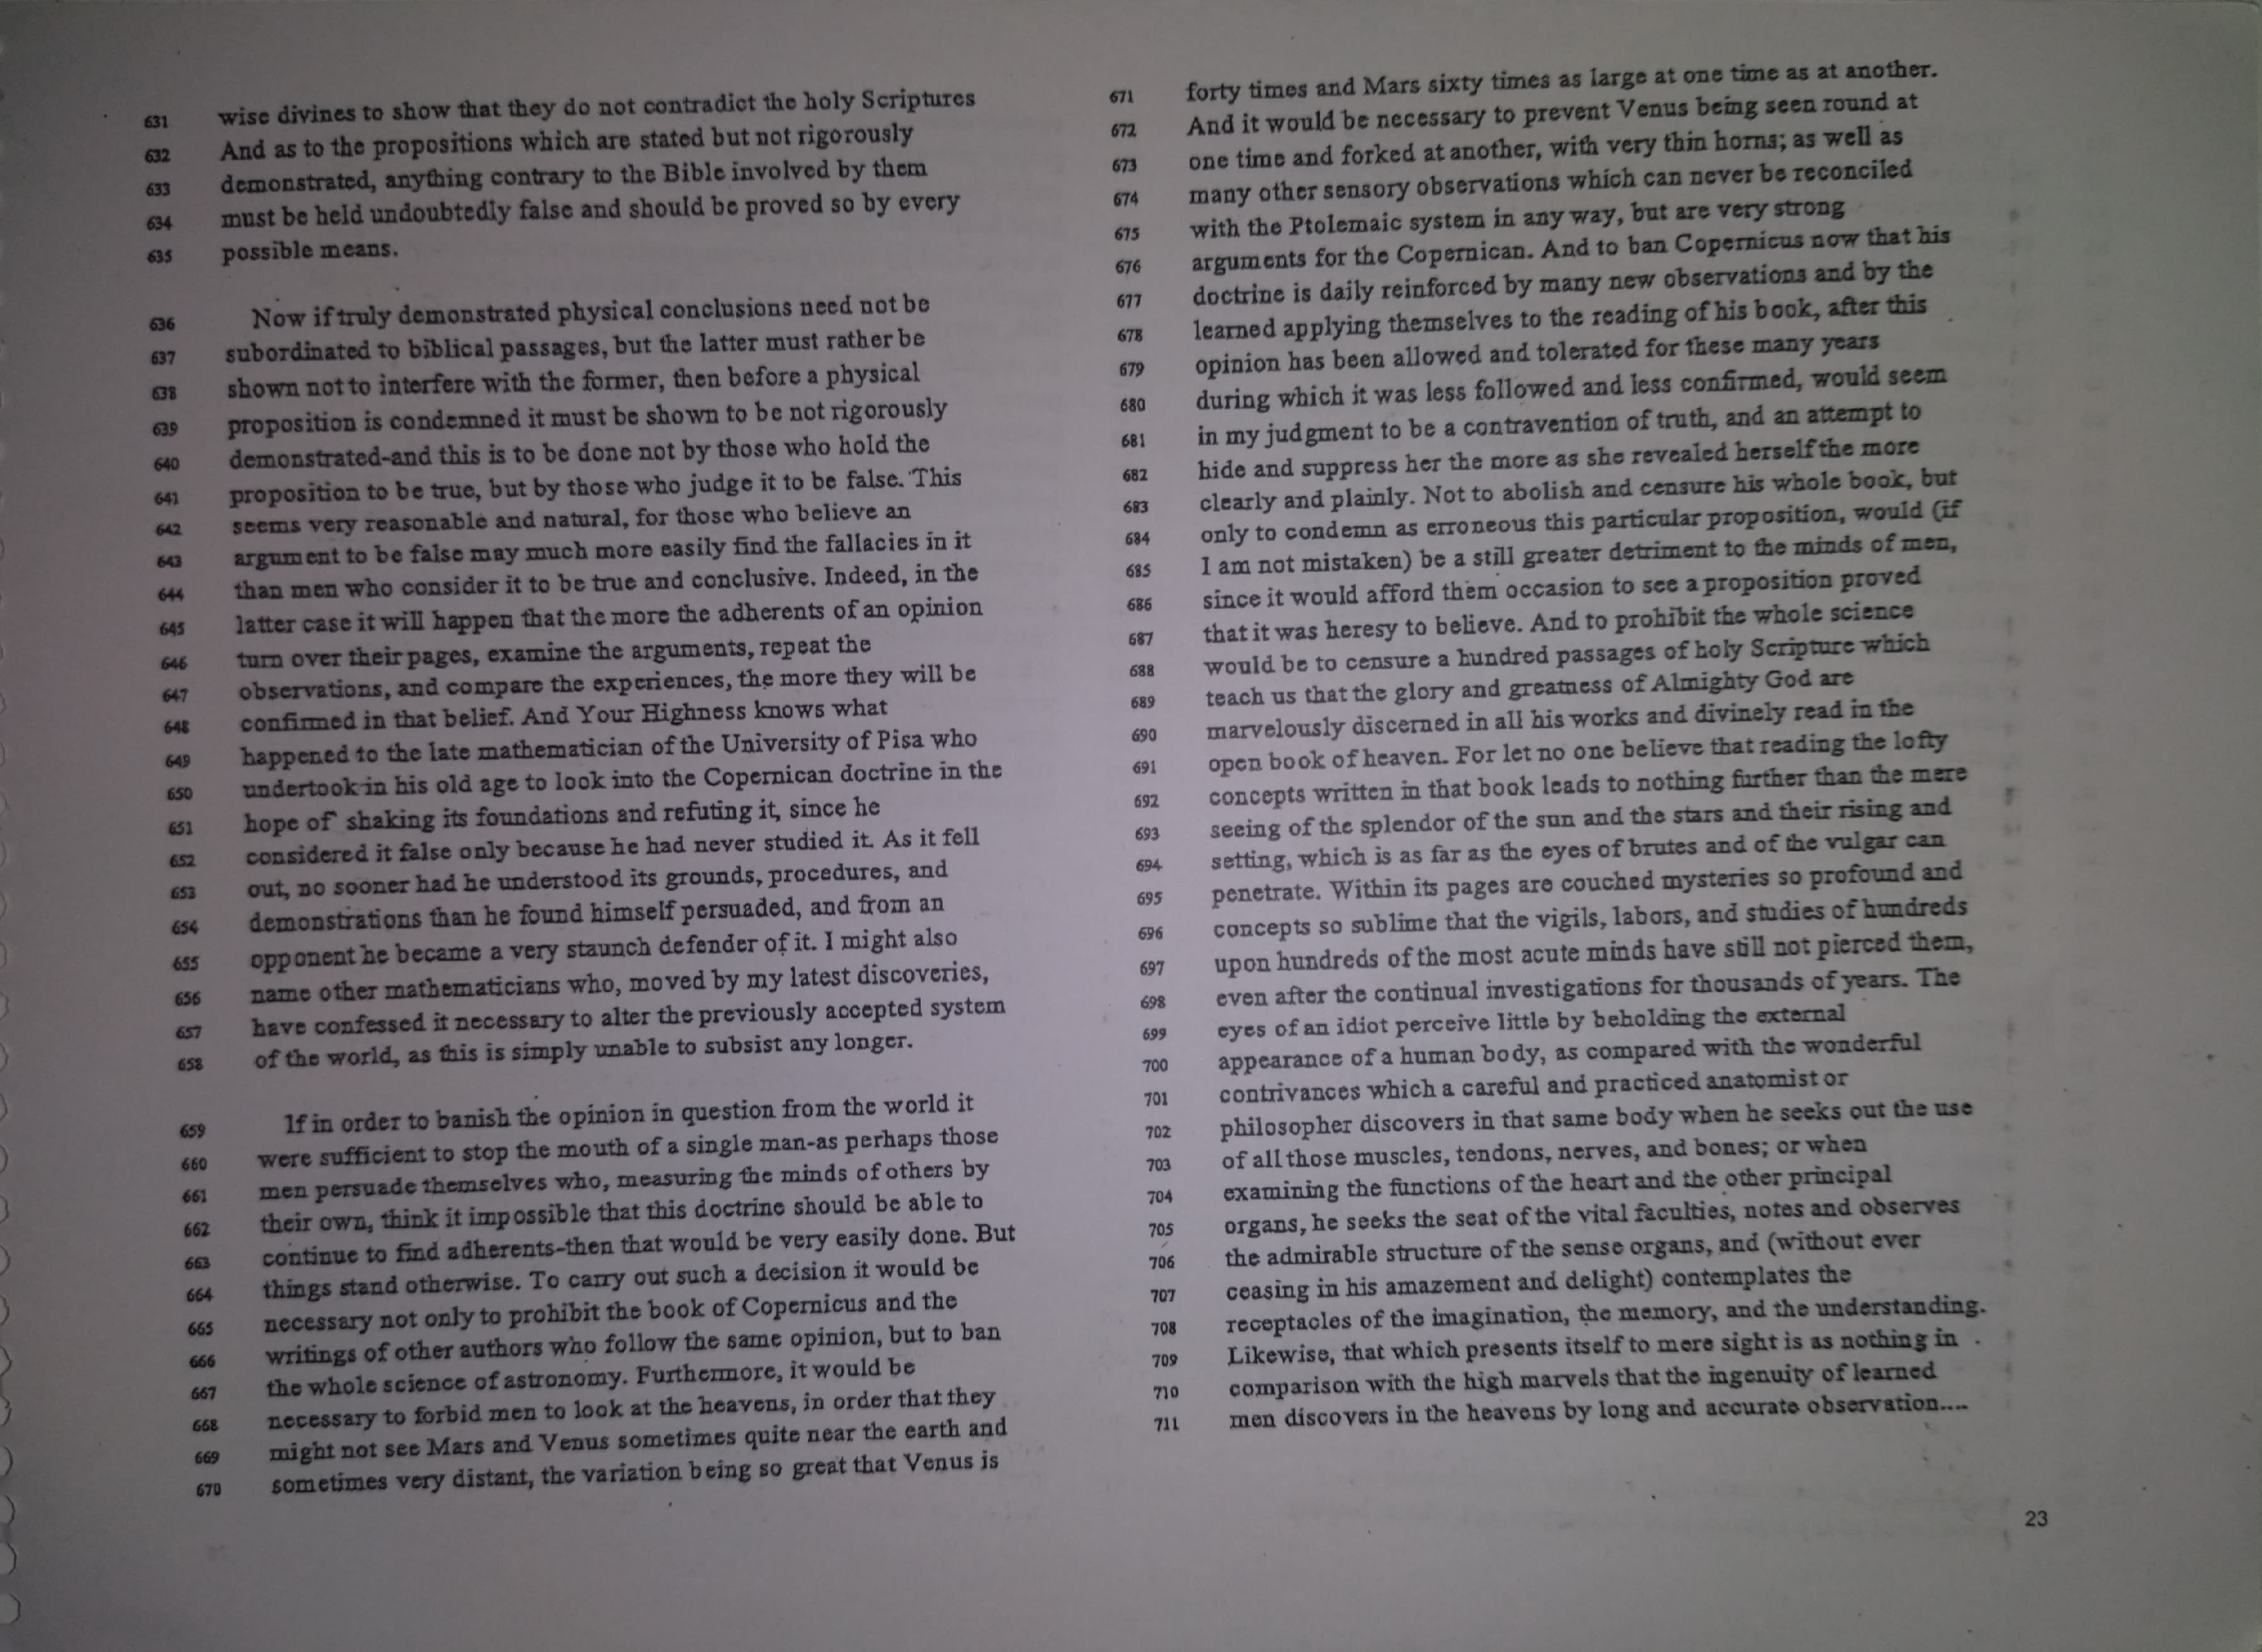 631 wise divines to show that they do not contradict the holy Scriptures
632 And as to the propositions which are stated but not rigorously
633 demonstrated, anything contrary to the Bible involved by them
634 must be held undoubtedly false and should be proved so by every
635 possible means.
636 Now if truly demonstrated physical conclusions need not be
637 subordinated to biblical passages, but the latter must rather be
638 shown not to interfere with the former, then before a physical
639 proposition is condemned it must be shown to be not rigorously
640 demonstrated-and this is to be done not by those who hold the
641 proposition to be true, but by those who judge it to be false. This
642 seems very reasonable and natural, for those who believe an
643 argument to be false may much more easily find the fallacies in it
644 than men who consider it to be true and conclusive. Indeed, in the
645 latter case it will happen that the more the adherents of an opinion
646 turn over their pages, examine the arguments, repeat the
647 observations, and compare the experiences, the more they will be
648 confirmed in that belief. And Your Highness knows what
649 happened to the late mathematician of the University of Pisa who
650 undertook in his old age to look into the Copernican doctrine in the
651 hope of shaking its foundations and refuting it, since he
652 considered it false only because he had never studied it. As it fell
653 out, no sooner had he understood its grounds, procedures, and
654 demonstrations than he found himself persuaded, and from an
655 opponent he became a very staunch defender of it. I might also
656 name other mathematicians who, moved by my latest discoveries,
657 have confessed it necessary to alter the previously accepted system
658 of the world, as this is simply unable to subsist any longer.
659 If in order to banish the opinion in question from the world it
660 were sufficient to stop the mouth of a single man-as perhaps those
661 men persuade themselves who, measuring the minds of others by
662 their own, think it impossible that this doctrine should be able to
663 continue to find adherents-then that would be very easily done. But
664 things stand otherwise. To carry out such a decision it would be
665 necessary not only to prohibit the book of Copernicus and the
666 writings of other authors who follow the same opinion, but to ban
667 the whole science of astronomy. Furthermore, it would be
668 necessary to forbid men to look at the heavens, in order that they
669 might not see Mars and Venus sometimes quite near the earth and
670 sometimes very distant, the variation being so great that Venus is
671 forty times and Mars sixty times as large at one time as at another.
672 And it would be necessary to prevent Venus being seen round at
673 one time and forked at another, with very thin horns; as well as
674 many other sensory observations which can never be reconciled
675 with the Ptolemaic system in any way, but are very strong
676 arguments for the Copernican. And to ban Copernicus now that his
677 doctrine is daily reinforced by many new observations and by the
678 learned applying themselves to the reading of his book, after this
679 opinion has been allowed and tolerated for these many years
680 during which it was less followed and less confirmed, would seem
681 in my judgment to be a contravention of truth, and an attempt to
682 hide and suppress her the more as she revealed herself the more
683 clearly and plainly. Not to abolish and censure his whole book, but
684 only to condemn as erroneous this particular proposition, would (if
685 I am not mistaken) be a still greater detriment to the minds of men,
686 since it would afford them occasion to see a proposition proved
687 that it was heresy to believe. And to prohibit the whole science
688 would be to censure a hundred passages of holy Scripture which
689 teach us that the glory and greatness of Almighty God are
690 marvelously discerned in all his works and divinely read in the
691 open book of heaven. For let no one believe that reading the lofty
692 concepts written in that book leads to nothing further than the mere
693 seeing of the splendor of the sun and the stars and their rising and
694 setting, which is as far as the eyes of brutes and of the vulgar can
695 penetrate. Within its pages are couched mysteries so profound and
696 concepts so sublime that the vigils, labors, and studies of hundreds
697 upon hundreds of the most acute minds have still not pierced them,
698 even after the continual investigations for thousands of years. The
699 eyes of an idiot perceive little by beholding the external
700 appearance of a human body, as compared with the wonderful
701 contrivances which a careful and practiced anatomist or
702 philosopher discovers in that same body when he seeks out the use
703 of all those muscles, tendons, nerves, and bones; or when
704 examining the functions of the heart and the other principal
705 organs, he seeks the seat of the vital faculties, notes and observes
706 the admirable structure of the sense organs, and (without ever
707 ceasing in his amazement and delight) contemplates the
708 receptacles of the imagination, the memory, and the understanding.
709 Likewise, that which presents itself to mere sight is as nothing in
710 comparison with the high marvels that the ingenuity of learned
711 men discovers in the heavens by long and accurate observation....
23